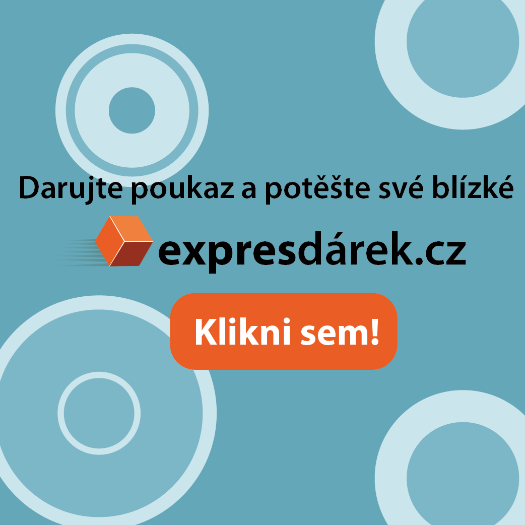 Darujte poukaz a potěšte své blízké
expresdárek.cz
Klikni sem!